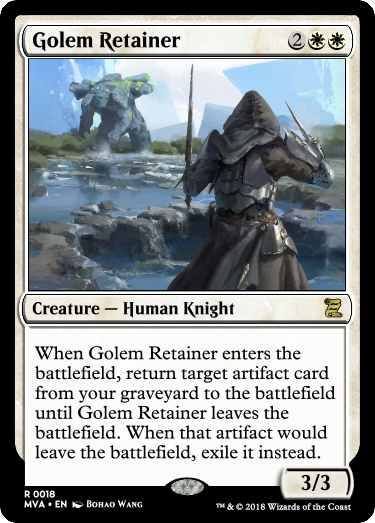 Golem Retainer 2
Creature — Human Knight
When Golem Retainer enters the
battlefield, return target artifact card
from your graveyard to the battlefield
until Golem Retainer leaves the
battlefield. When that artifact would
leave the battlefield, exile it instead.
3/3
R 0018
MVA • EN Bohao Wang
™ & © 2018 Wizards of the Coast